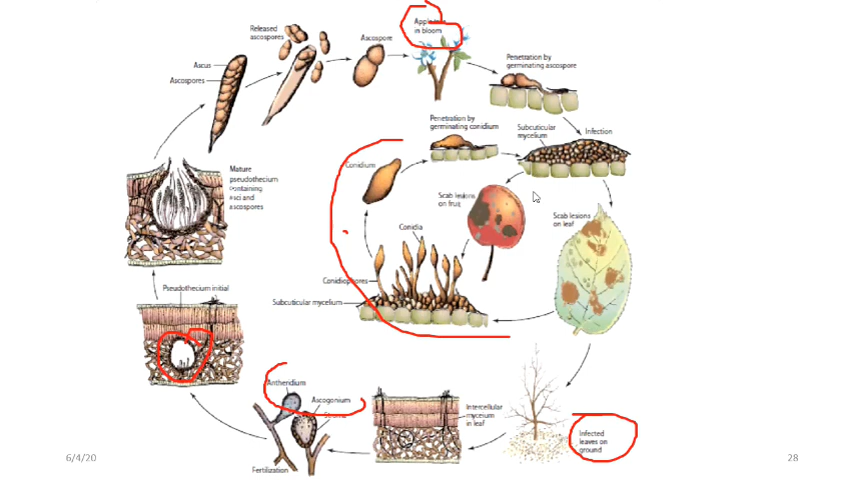 Released
ascospores
Ascospore
in bloom
Ascus
Ascospores
Penetration by
germinating ascospore
Penetration by
germinating conidium
Subcuticular
mycelium
Infection
Mature
pseudothecium
containing
asci and
ascospores
Conidium
Scab lesions
on fruit
Scab lesions
on leaf
Conidia
Conidiophores
Subcuticular mycelium
Pseudothecium initial
Antheridium
Ascogonium
Intercellular
mycelium
in leaf
Infected
leaves on
ground
Fertilization
6/4/20
28